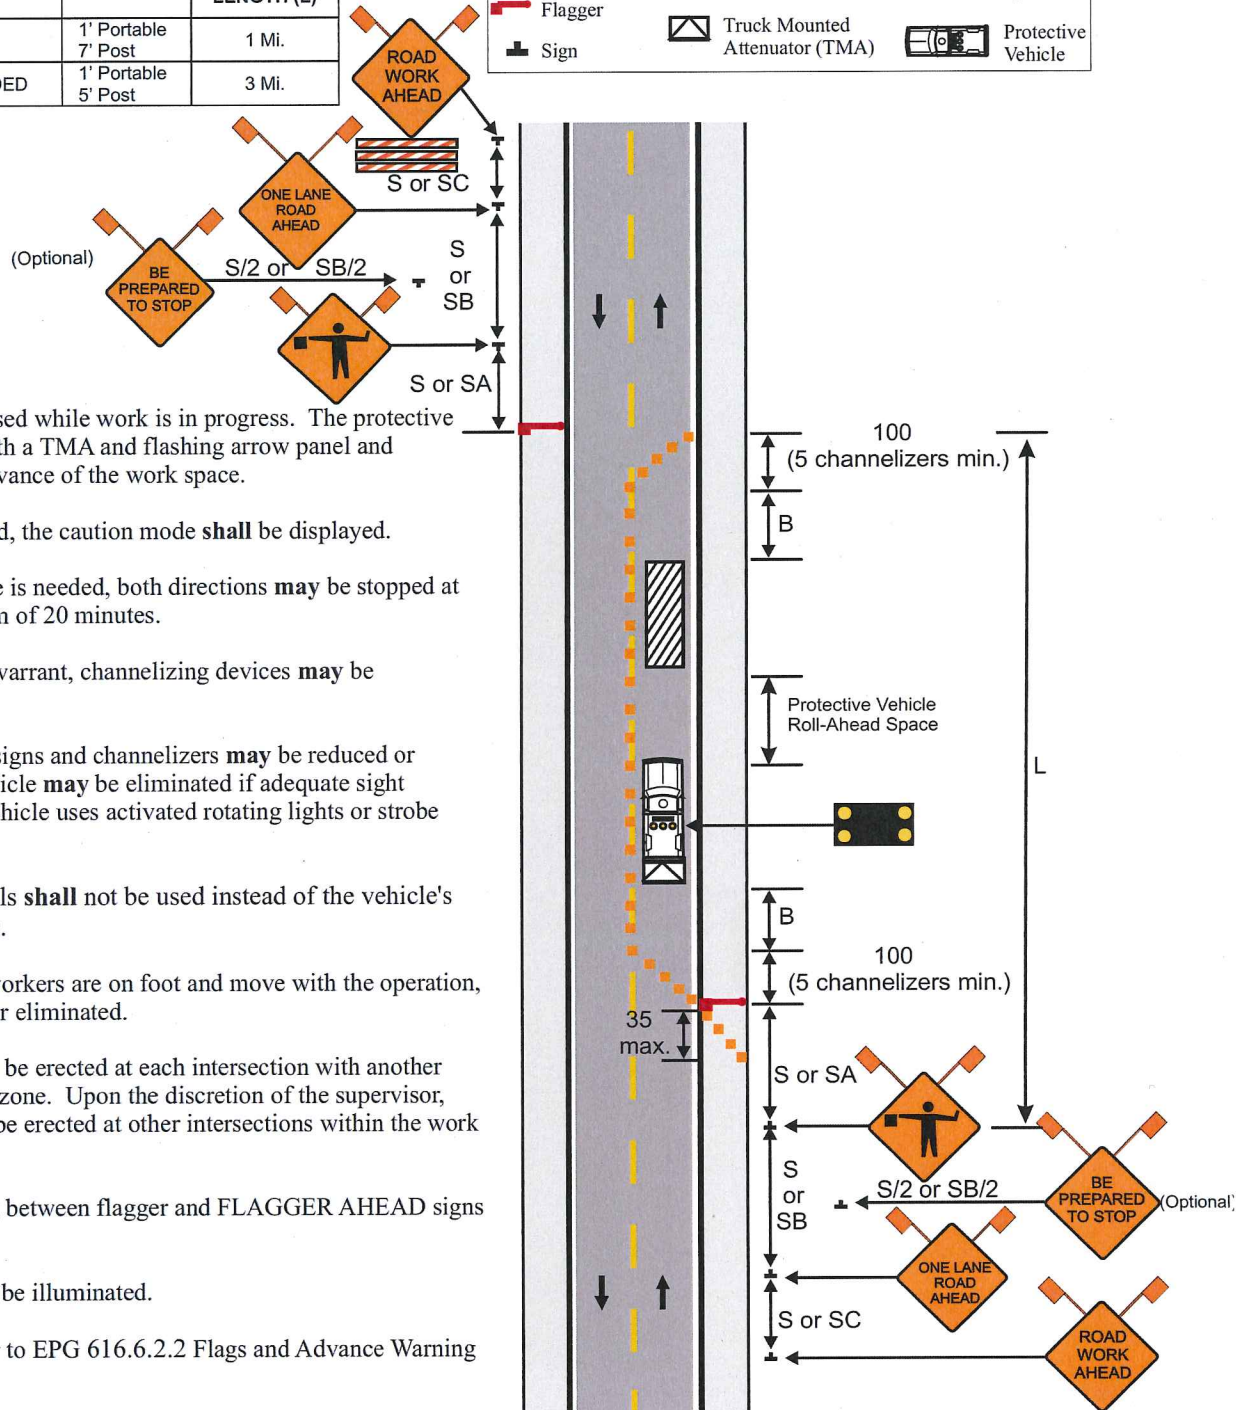 LENGTH (L)
1' Portable
7' Post
1 Mi.
DED
1' Portable
5' Post
3 Mi.
Flagger
Sign
Truck Mounted
Attenuator (TMA)
Protective
Vehicle
ROAD
WORK
AHEAD
S or SC
ONE LANE
ROAD
AHEAD
(Optional)
BE
PREPARED
TO STOP
S/2 or SB/2
S
or
SB
S or SA
sed while work is in progress. The protective
th a TMA and flashing arrow panel and
vance of the work space.
d, the caution mode shall be displayed.
e is needed, both directions may be stopped at
n of 20 minutes.
warrant, channelizing devices may be
signs and channelizers may be reduced or
icle may be eliminated if adequate sight
ehicle uses activated rotating lights or strobe
ls shall not be used instead of the vehicle's
.
orkers are on foot and move with the operation,
r eliminated.
be erected at each intersection with another
zone. Upon the discretion of the supervisor,
be erected at other intersections within the work
between flagger and FLAGGER AHEAD signs
be illuminated.
to EPG 616.6.2.2 Flags and Advance Warning
100
(5 channelizers min.)
B
Protective Vehicle
Roll-Ahead Space
L
B
100
(5 channelizers min.)
35
max.
S or SA
S
or
SB
S/2 or SB/2
BE
PREPARED
TO STOP
(Optional)
ONE LANE
ROAD
AHEAD
S or SC
ROAD
WORK
AHEAD